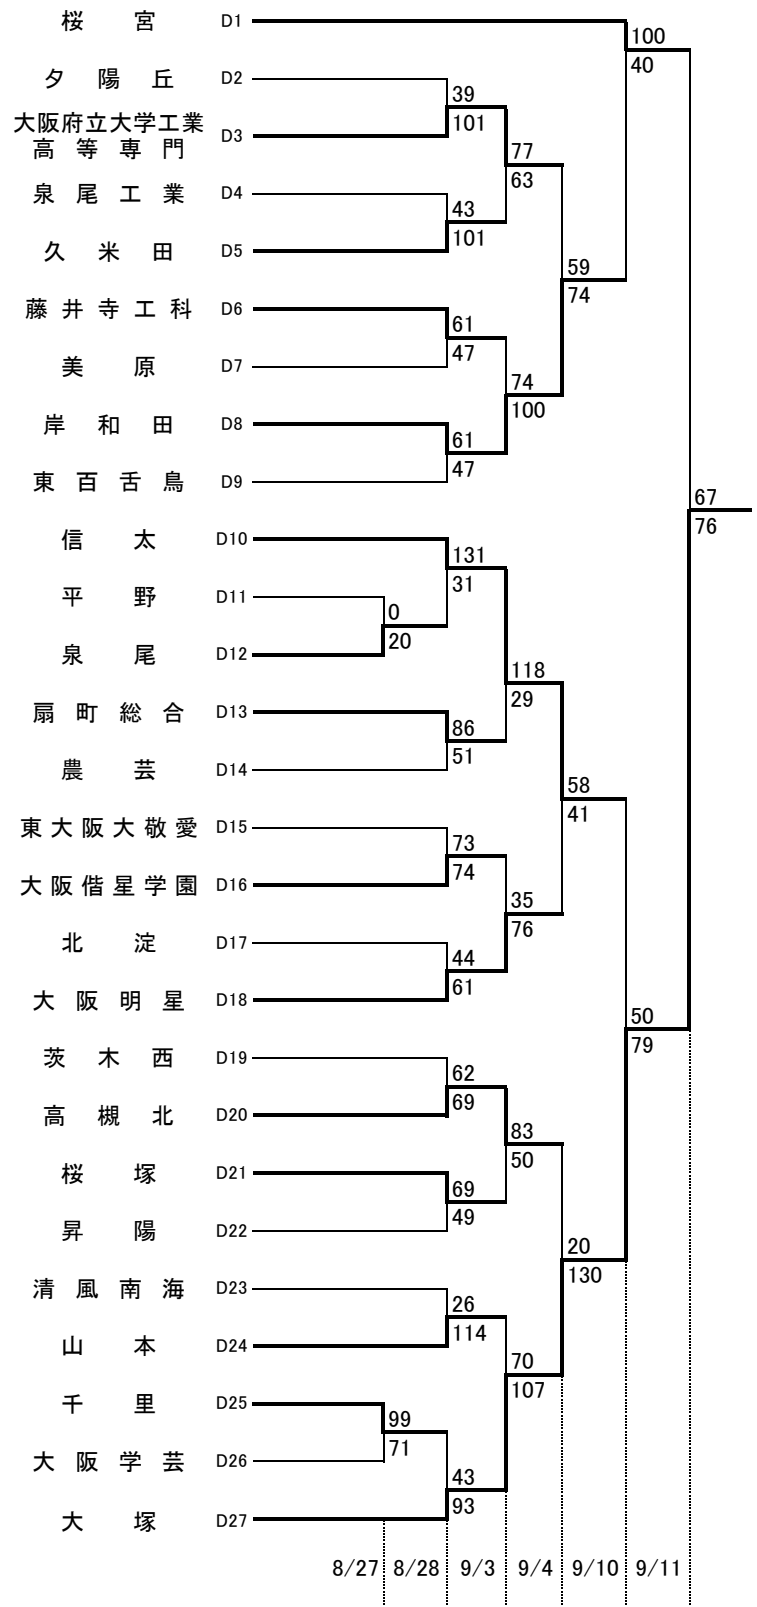 桜宮 D1
100
40
夕陽丘 D2
39
大阪府立大学工業
高等専門 D3
101
77
63
泉尾工業 D4
43
101
久米田 D5
59
74
藤井寺工科 D6
61
47
美原 D7
74
100
岸和田 D8
61
47
東百舌鳥 D9
67
76
信太 D10
131
31
平野 D11
0
20
泉尾 D12
118
29
扇町総合 D13
86
51
農芸 D14
58
41
東大阪大敬愛 D15
73
74
大阪偕星学園 D16
35
76
北淀 D17
44
61
大阪明星 D18
50
79
茨木西 D19
62
69
高槻北 D20
83
50
桜塚 D21
69
49
昇陽 D22
20
130
清風南海 D23
26
114
山本 D24
70
107
千里 D25
99
71
大阪学芸 D26
43
93
大塚 D27
8/27 8/28 9/3 9/4 9/10 9/11